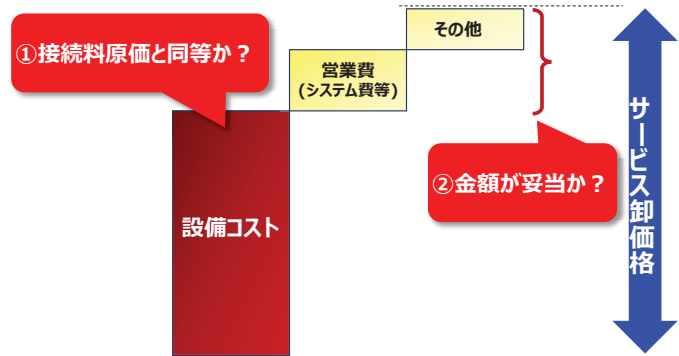 ①接続料原価と同等か？
その他
営業費
(システム費等)
②金額が妥当か？
設備コスト
サービス卸価格